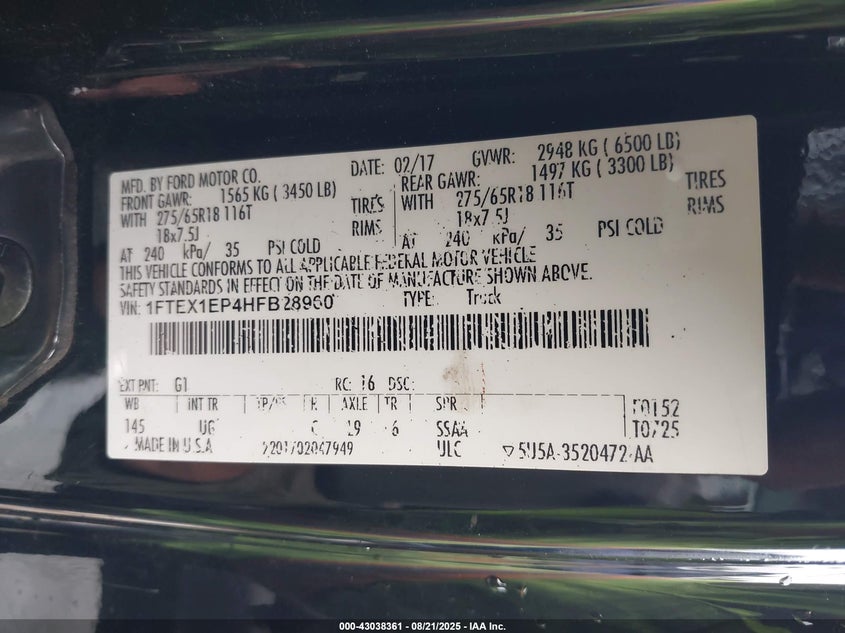 MFD. BY FORD MOTOR CO. DATE: 02/17 GVWR: 2948 KG ( 6500 LB)
FRONT GAWR: 1565 KG ( 3450 LB) REAR GAWR: 1497 KG ( 3300 LB)
WITH 275/65R18 116T TIRES WITH 275/65R18 116T TIRES
18x7.5J RIMS 18x7.5J RIMS
AT 240 kPa/ 35 PSI COLD AT 240 kPa/ 35 PSI COLD
THIS VEHICLE CONFORMS TO ALL APPLICABLE FEDERAL MOTOR VEHICLE
SAFETY STANDARDS IN EFFECT ON THE DATE OF MANUFACTURE SHOWN ABOVE.
VIN: 1FTEX1EP4HFB28960 TYPE: Truck
EXT PNT: G1 RC: 16 DSC:
WB INT TR TP/PS R AXLE TR SPR T0152
145 UG 19 6 SSAA T0725
MADE IN U.S.A ULC 5U5A-3520472-AA
000-43038361 - 08/21/2025 - IAA Inc.